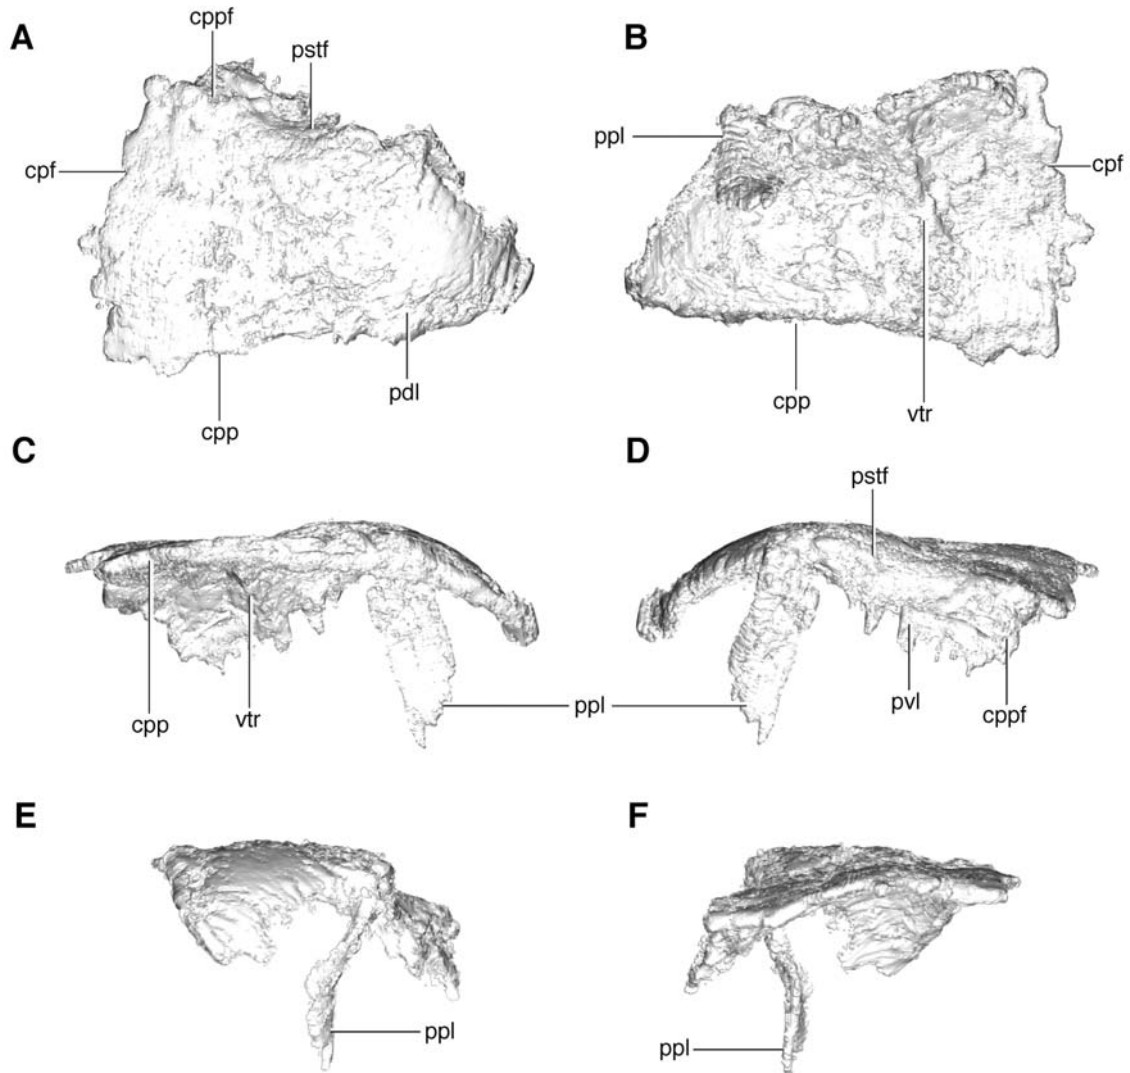 A
cppf
pstf
cpf
pdl
cpp
B
ppl
cpf
cpp
vtr
C
cpp
vtr
ppl
D
pstf
pvl
cppf
E
ppl
F
ppl